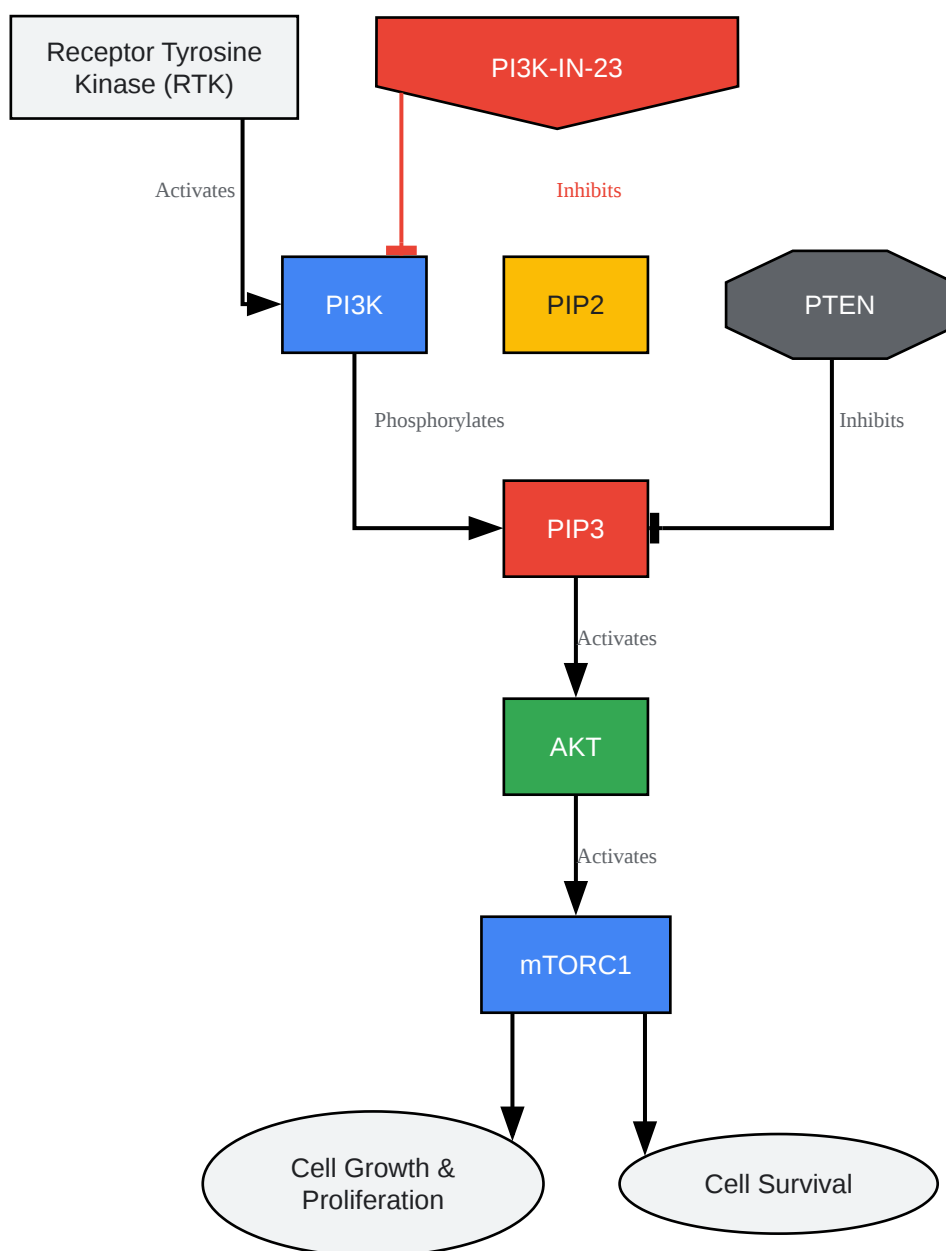 Receptor Tyrosine
Kinase (RTK)
PI3K-IN-23
Activates
Inhibits
PI3K
PIP2
PTEN
Phosphorylates
Inhibits
PIP3
Activates
AKT
Activates
mTORC1
Cell Growth &
Proliferation
Cell Survival